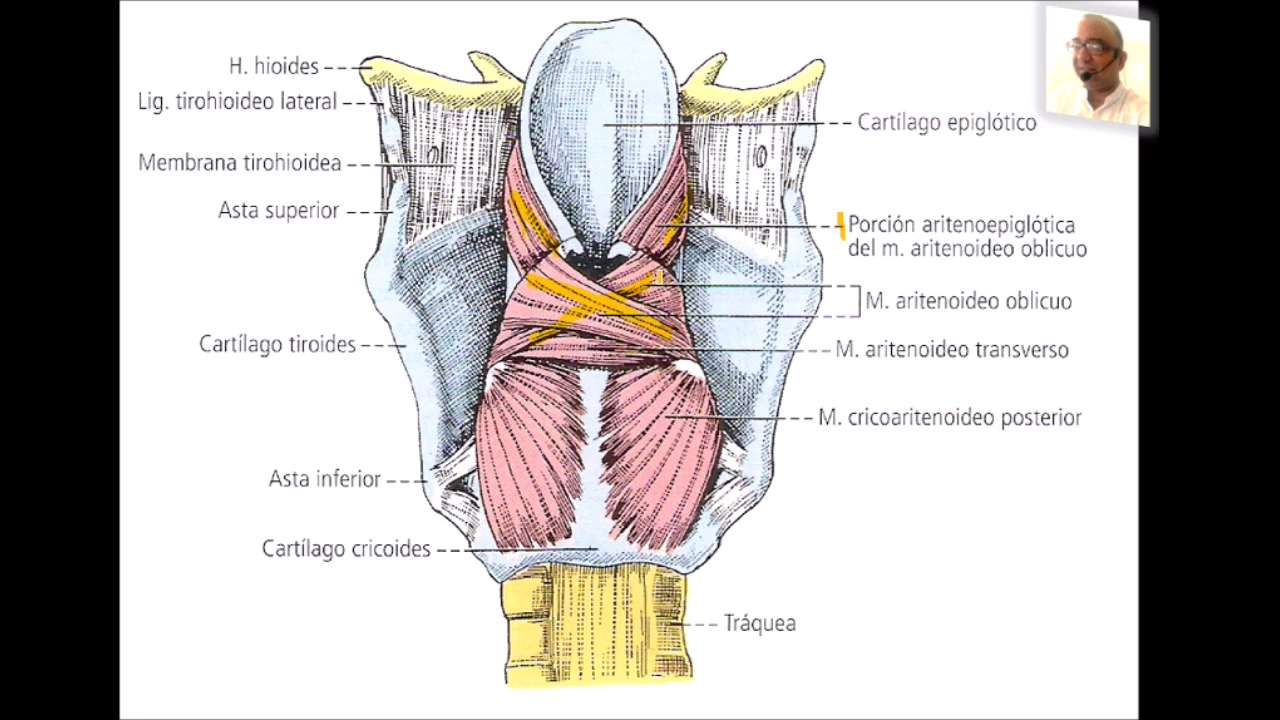 H. hioides
Lig. tirohioideo lateral
Membrana tirohioidea
Asta superior
Cartílago tiroides
Asta inferior
Cartílago cricoides
Cartílago epiglótico
Porción aritenoepiglótica
del m. aritenoideo oblicuo
M. aritenoideo oblicuo
M. aritenoideo transverso
M. cricoaritenoideo posterior
Tráquea